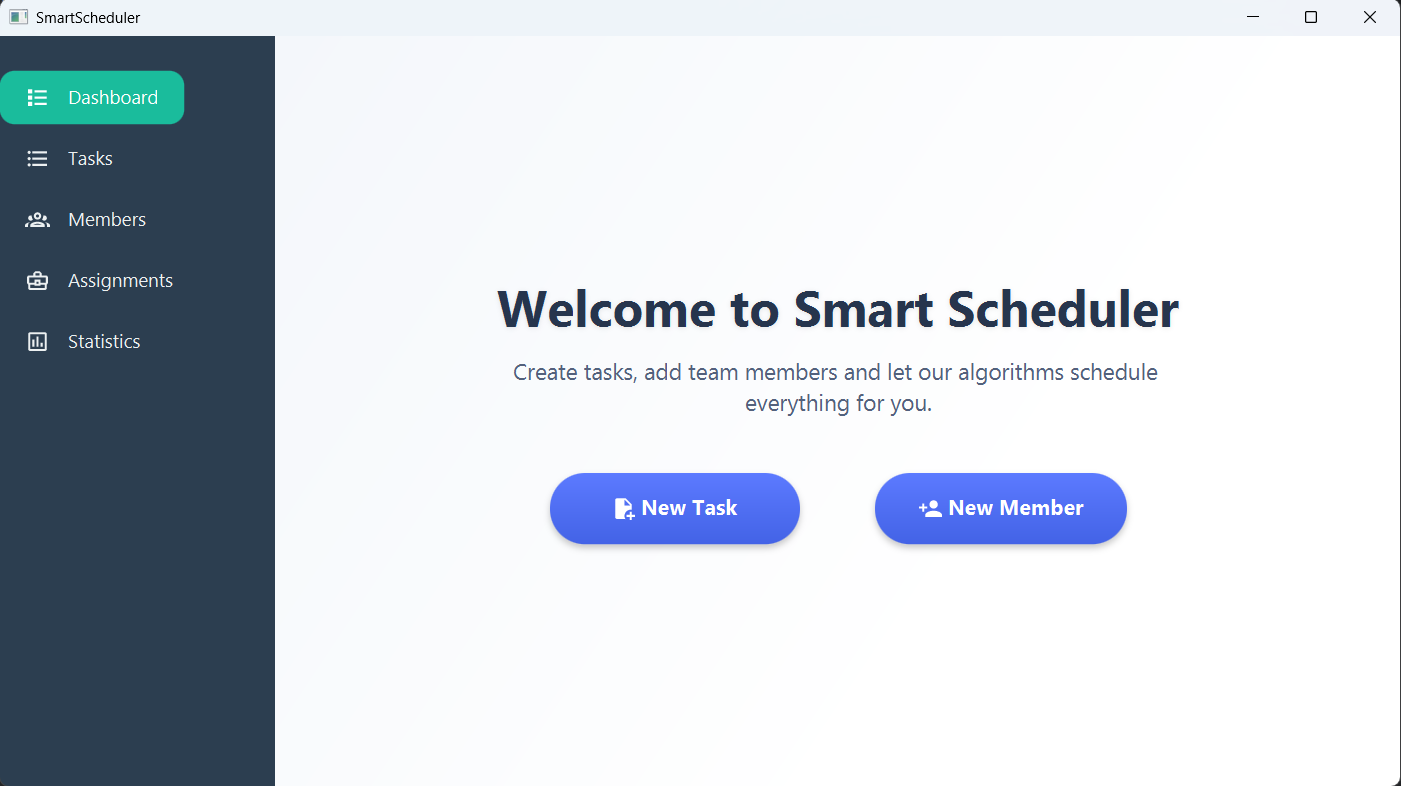 SmartScheduler
Dashboard
Tasks
Members
Assignments
Statistics
Welcome to Smart Scheduler
Create tasks, add team members and let our algorithms schedule
everything for you.
New Task
New Member